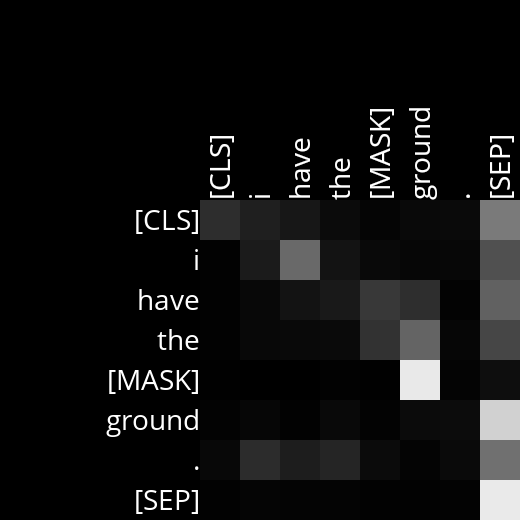 [CLS]
i
have
the
[MASK]
ground
.
[SEP]
[CLS]
i
have
the
[MASK]
ground
.
[SEP]